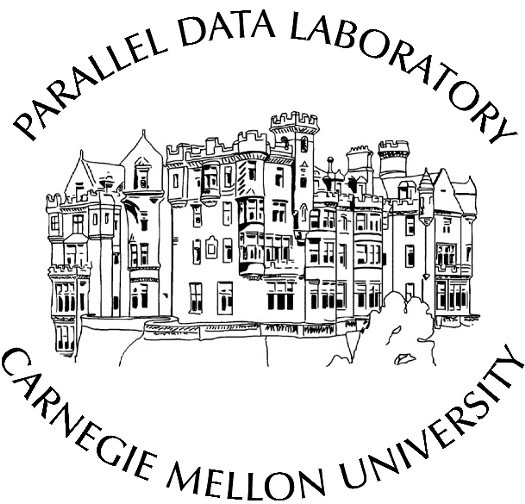 PARALLEL DATA LABORATORY
CARNEGIE MELLON UNIVERSITY